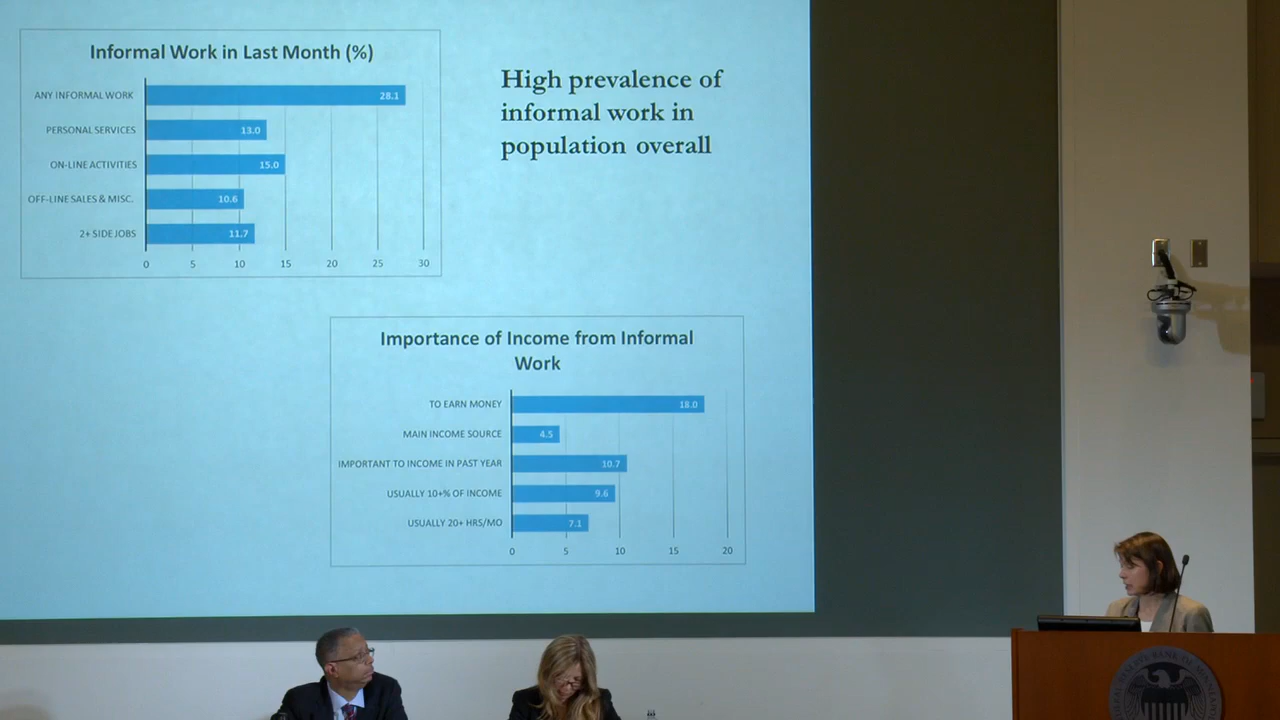 Informal Work in Last Month (%)
ANY INFORMAL WORK 28.1
PERSONAL SERVICES 13.0
ON-LINE ACTIVITIES 15.0
OFF-LINE SALES & MISC. 10.6
2+ SIDE JOBS 11.7
0 5 10 15 20 25 30
High prevalence of
informal work in
population overall
Importance of Income from Informal
Work
TO EARN MONEY 18.0
MAIN INCOME SOURCE 4.5
IMPORTANT TO INCOME IN PAST YEAR 10.7
USUALLY 10+% OF INCOME 9.6
USUALLY 20+ HRS/MO 7.1
0 5 10 15 20